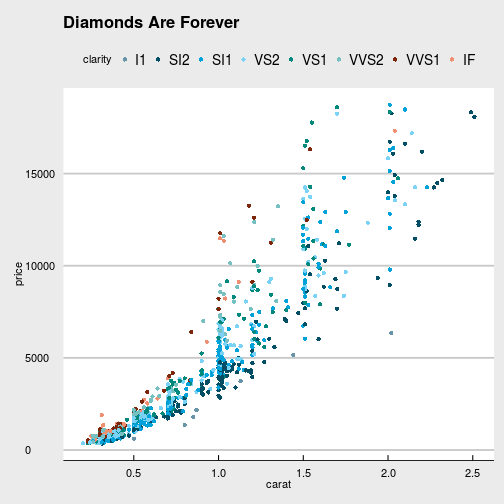 Diamonds Are Forever
clarity I1 SI2 SI1 VS2 VS1 VVS2 VVS1 IF
15000
10000
price
5000
0
0.5 1.0 1.5 2.0 2.5
carat